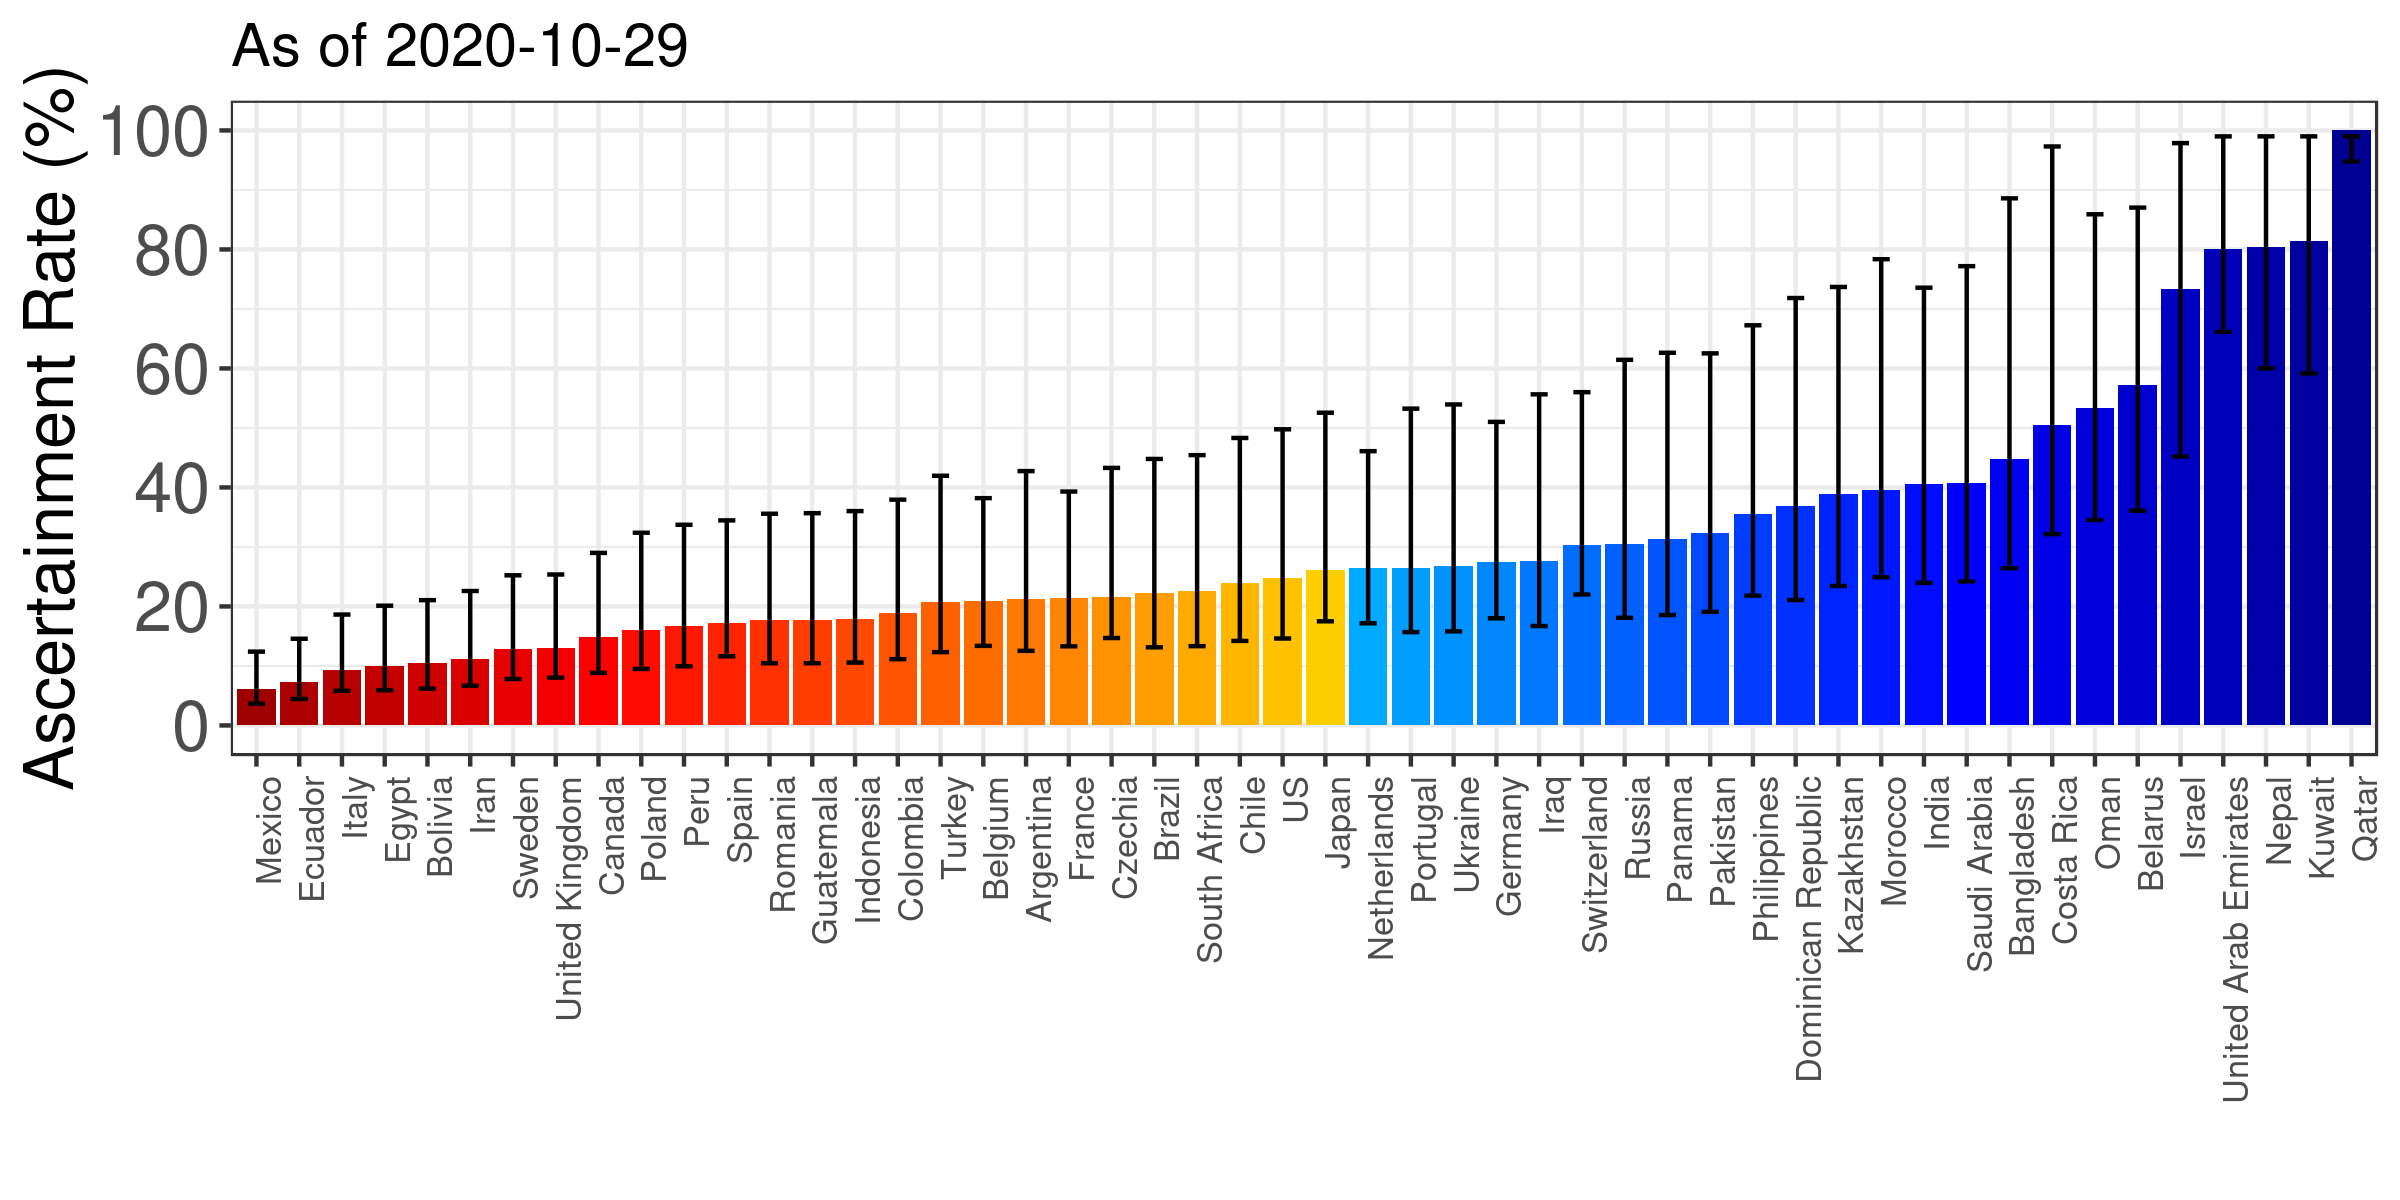 As of 2020-10-29
Ascertainment Rate (%)
100
80
60
40
20
0
Mexico
Ecuador
Italy
Egypt
Bolivia
Iran
Sweden
United Kingdom
Canada
Poland
Peru
Spain
Romania
Guatemala
Indonesia
Colombia
Turkey
Belgium
Argentina
France
Czechia
Brazil
South Africa
Chile
US
Japan
Netherlands
Portugal
Ukraine
Germany
Iraq
Switzerland
Russia
Panama
Pakistan
Philippines
Dominican Republic
Kazakhstan
Morocco
India
Saudi Arabia
Bangladesh
Costa Rica
Oman
Belarus
Israel
United Arab Emirates
Nepal
Kuwait
Qatar